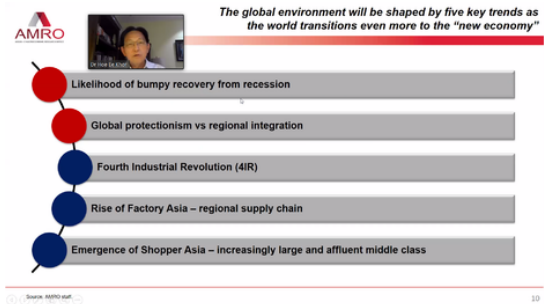 The global environment will be shaped by five key trends as
the world transitions even more to the “new economy”
AMRO
Likelihood of bumpy recovery from recession
Global protectionism vs regional integration
Fourth Industrial Revolution (4IR)
Rise of Factory Asia – regional supply chain
Emergence of Shopper Asia – increasingly large and affluent middle class
Source: AMRO staff.
10